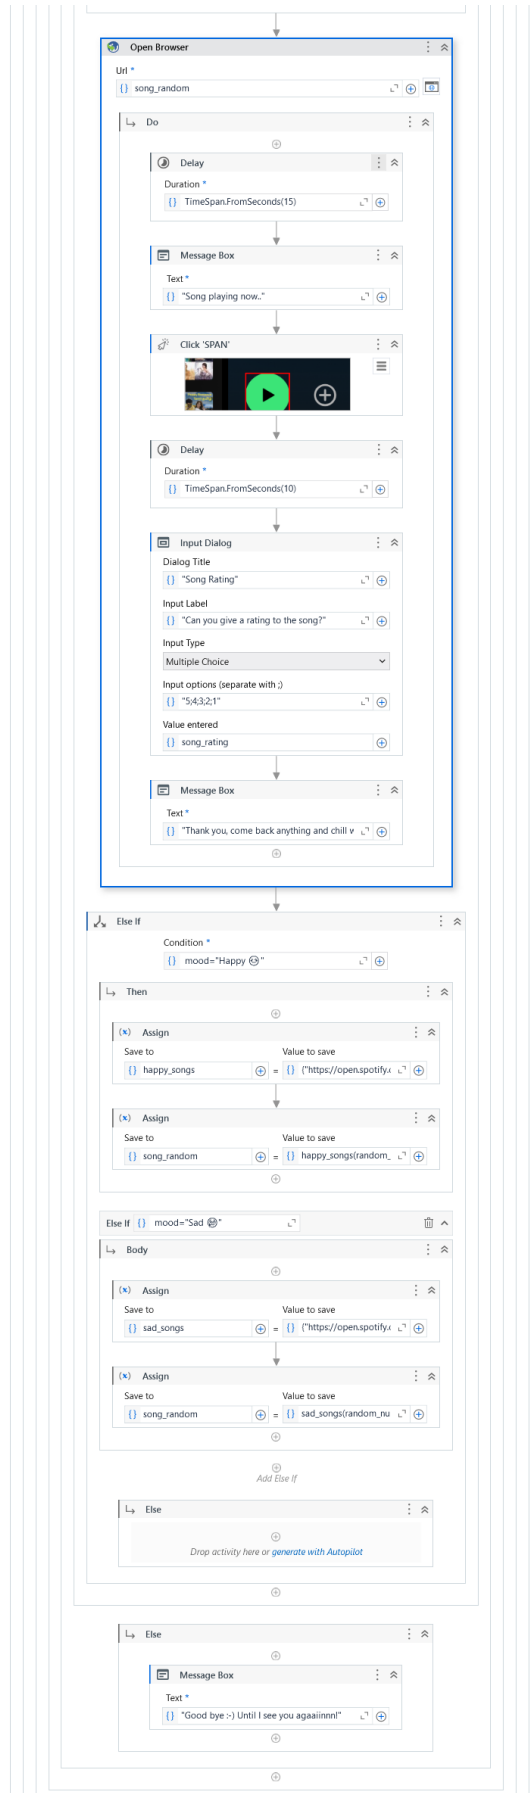 Open Browser
Url *
song_random
Do
Delay
Duration *
TimeSpan.FromSeconds(15)
Message Box
Text *
"Song playing now.."
Click 'SPAN'
Delay
Duration *
TimeSpan.FromSeconds(10)
Input Dialog
Dialog Title
"Song Rating"
Input Label
"Can you give a rating to the song?"
Input Type
Multiple Choice
Input options (separate with ;)
"5;4;3;2;1"
Value entered
song_rating
Message Box
Text *
"Thank you, come back anything and chill w
Else If
Condition *
mood="Happy 😊"
Then
(x) Assign
Save to Value to save
happy_songs = {"https://open.spotify.c
(x) Assign
Save to Value to save
song_random = happy_songs(random_
Else If mood="Sad 😢"
Body
(x) Assign
Save to Value to save
sad_songs = {"https://open.spotify.c
(x) Assign
Save to Value to save
song_random = sad_songs(random_nu
Add Else If
Else
Drop activity here or generate with Autopilot
Else
Message Box
Text *
"Good bye :-) Until I see you agaaiinnn!"